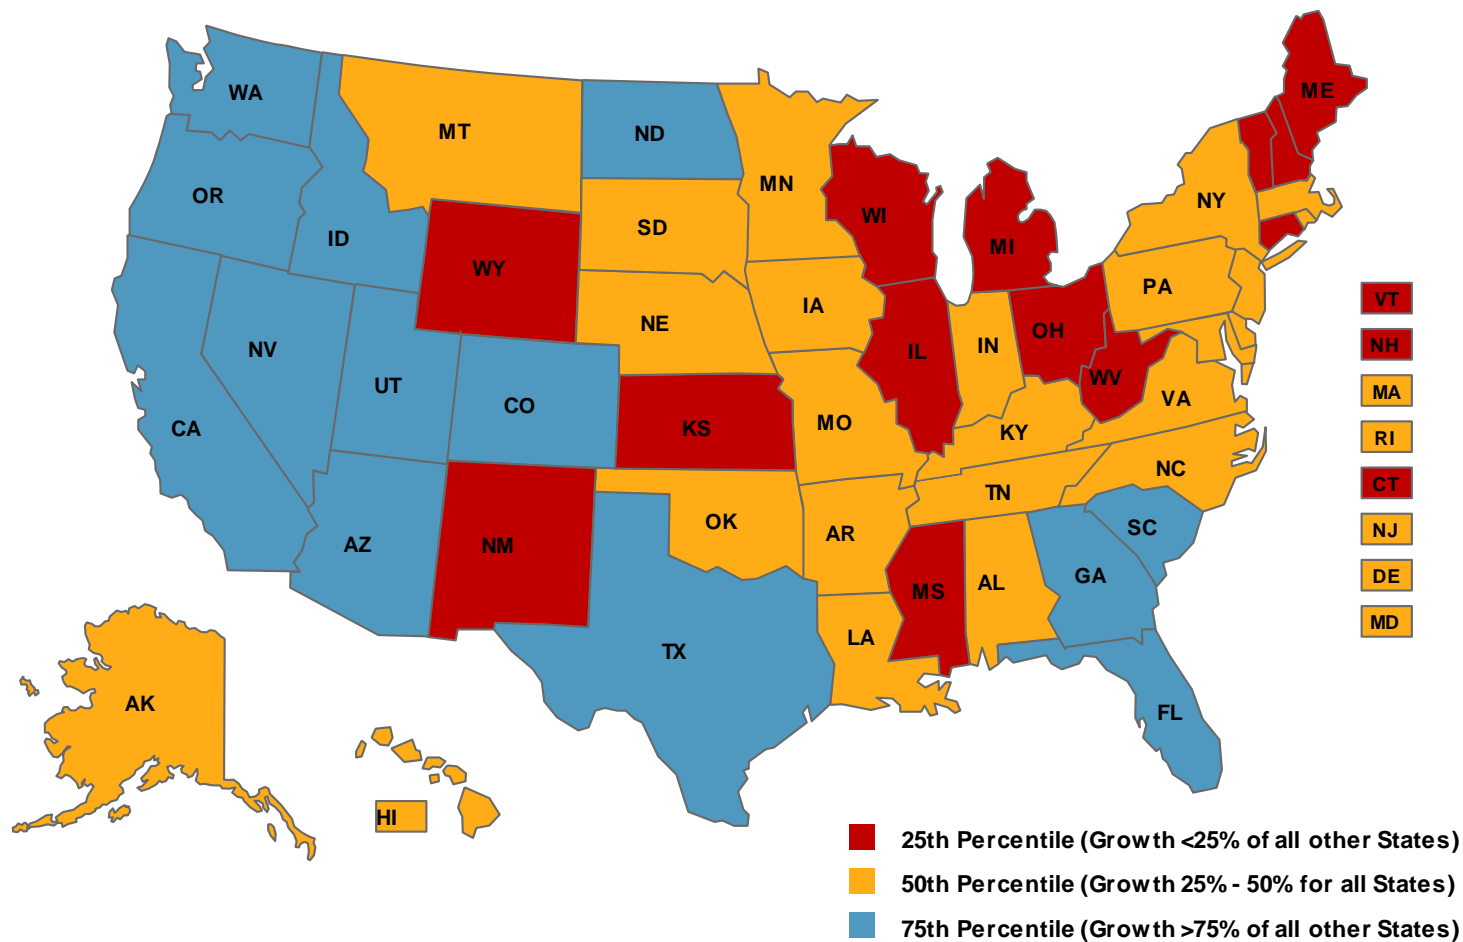 WA
MT
ND
MN
ME
OR
ID
SD
WI
MI
NY
WY
NE
IA
PA
NV
UT
CO
IL
IN
OH
WV
VA
CA
KS
MO
KY
NC
TN
AZ
NM
OK
AR
SC
MS
AL
GA
TX
LA
FL
AK
HI
VT
NH
MA
RI
CT
NJ
DE
MD
25th Percentile (Growth <25% of all other States)
50th Percentile (Growth 25% - 50% for all States)
75th Percentile (Growth >75% of all other States)